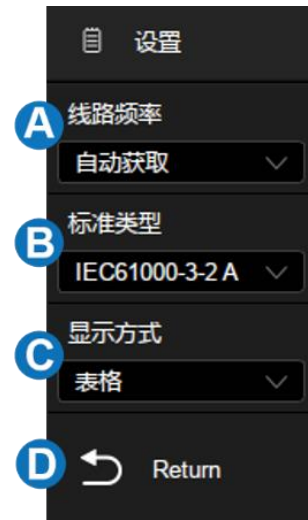 设置
A
线路频率
自动获取
B
标准类型
IEC61000-3-2 A
C
显示方式
表格
D
Return